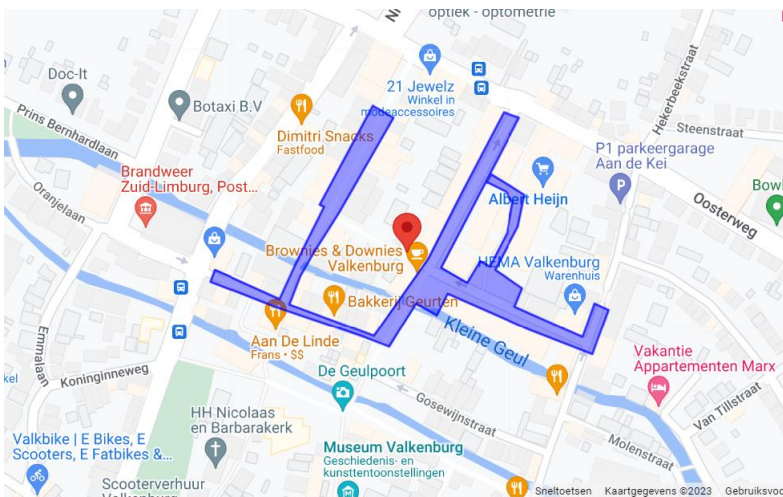 optiek - optometrie
Doc-It
Prins Bernhardlaan
Botaxi B.V
21 Jewelz
Winkel in
modeaccessoires
Dimitri Snacks
Fastfood
Hekerbeekstraat
Steenstraat
P1 parkeergarage
Aan de Kei
Brandweer
Zuid-Limburg, Post...
Oranjelaan
Albert Heijn
Oosterweg
Brownies & Downies
Valkenburg
HEMA Valkenburg
Warenhuis
Bakkerij Geurten
Aan De Linde
Frans • $$
Kleine Geul
Emmalaan
Koninginneweg
De Geulpoort
Vakantie
Appartementen Marx
Van Tillstraat
Gosewijnstraat
HH Nicolaas
en Barbarakerk
Molenstraat
Valkbike | E Bikes, E
Scooters, E Fatbikes &...
Museum Valkenburg
Geschiedenis- en
kunsttentoonstellingen
Scooterverhuur
Sneltoetsen Kaartgegevens ©2023